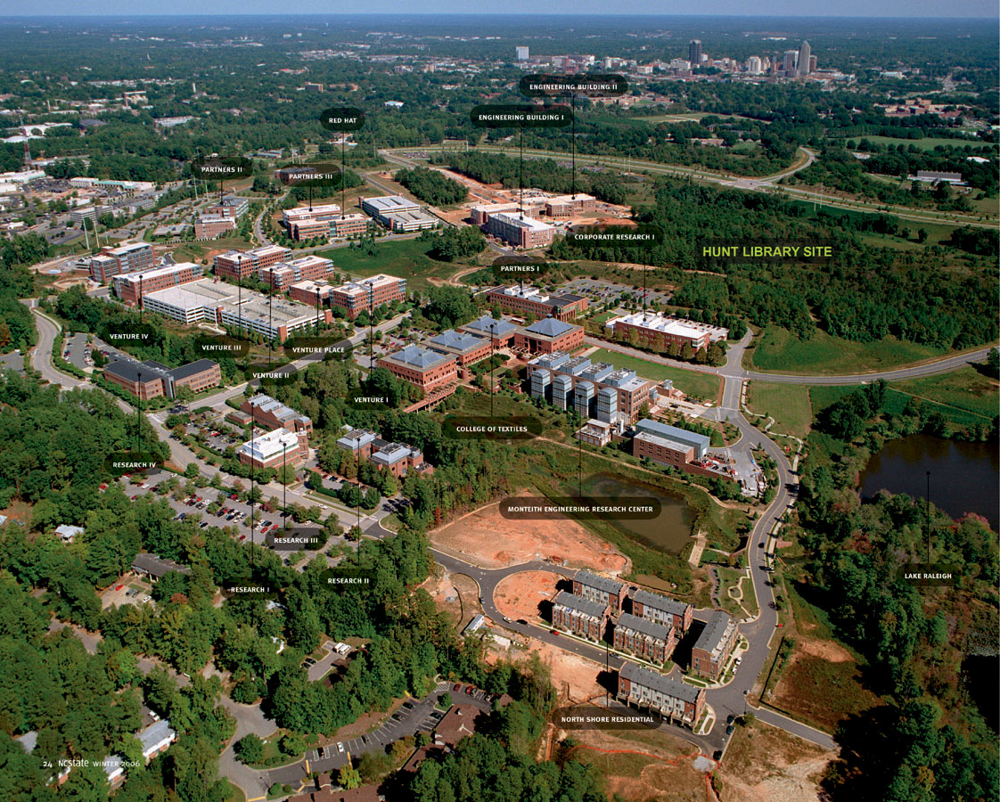 ENGINEERING BUILDING II
ENGINEERING BUILDING I
RED HAT
PARTNERS II
PARTNERS III
CORPORATE RESEARCH I
HUNT LIBRARY SITE
PARTNERS I
VENTURE IV
VENTURE III
VENTURE PLACE
VENTURE II
VENTURE I
COLLEGE OF TEXTILES
RESEARCH IV
MONTEITH ENGINEERING RESEARCH CENTER
RESEARCH III
LAKE RALEIGH
RESEARCH II
RESEARCH I
NORTH SHORE RESIDENTIAL
24 NCSTATE WINTER 2006